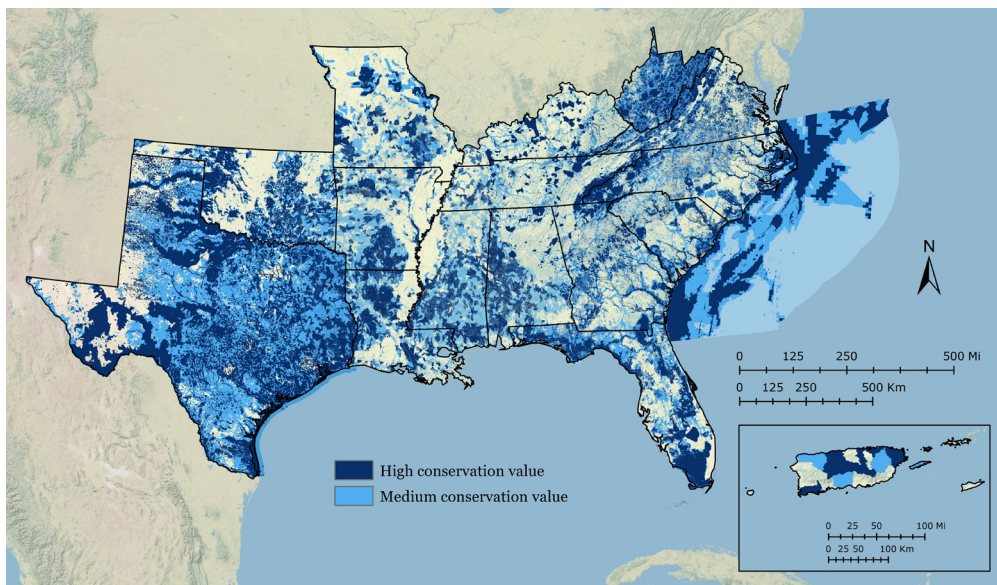 N
0 125 250 500 Mi
0 125 250 500 Km
High conservation value
Medium conservation value
0 25 50 100 Mi
0 25 50 100 Km